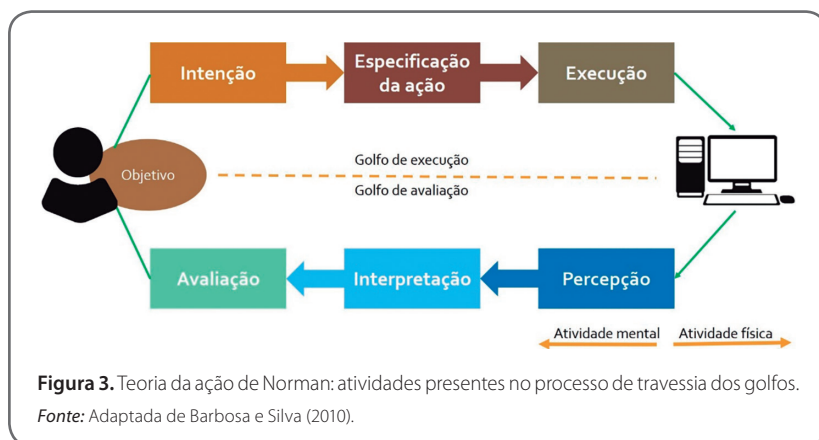 Intenção
Especificação
da ação
Execução
Objetivo
Golfo de execução
Golfo de avaliação
Avaliação
Interpretação
Percepção
Atividade mental
Atividade física
Figura 3. Teoria da ação de Norman: atividades presentes no processo de travessia dos golfos.
Fonte: Adaptada de Barbosa e Silva (2010).